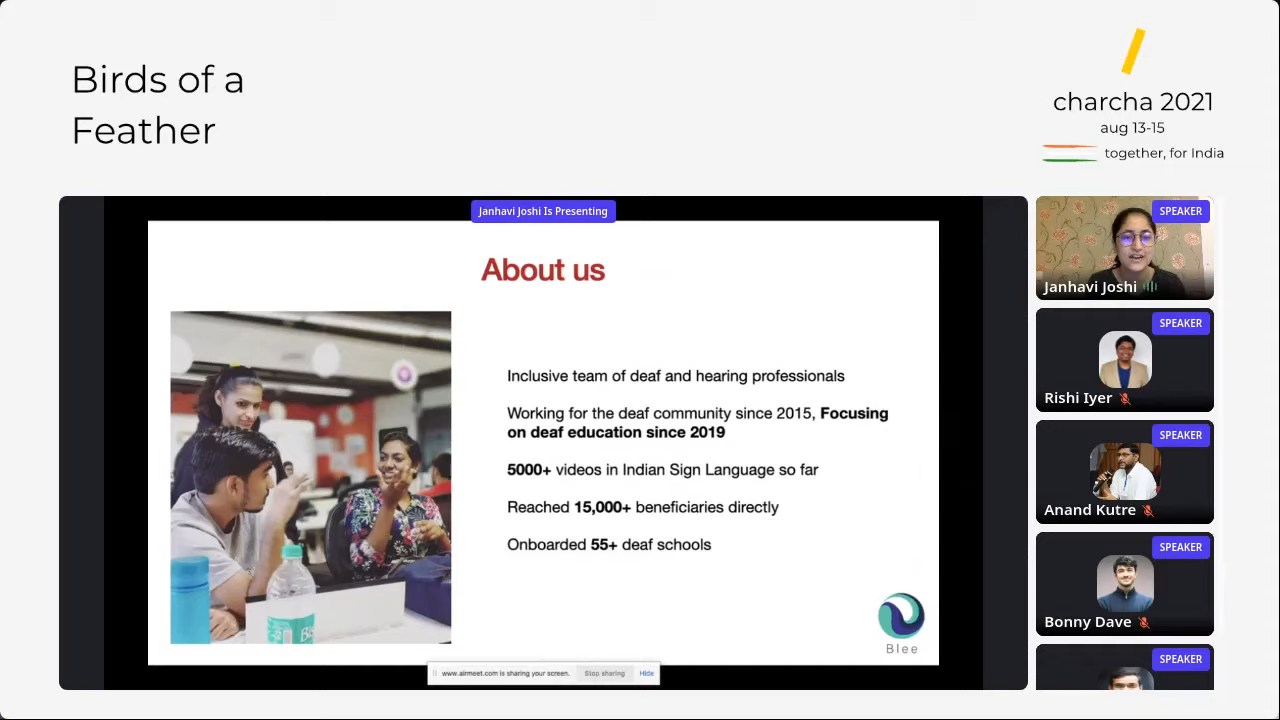 Birds of a
Feather
charcha 2021
aug 13-15
together, for India
Janhavi Joshi Is Presenting
About us
Inclusive team of deaf and hearing professionals
Working for the deaf community since 2015, Focusing
on deaf education since 2019
5000+ videos in Indian Sign Language so far
Reached 15,000+ beneficiaries directly
Onboarded 55+ deaf schools
Blee
www.airmeet.com is sharing your screen.
Stop sharing
Hide
SPEAKER
Janhavi Joshi
SPEAKER
Rishi Iyer
SPEAKER
Anand Kutre
SPEAKER
Bonny Dave
SPEAKER